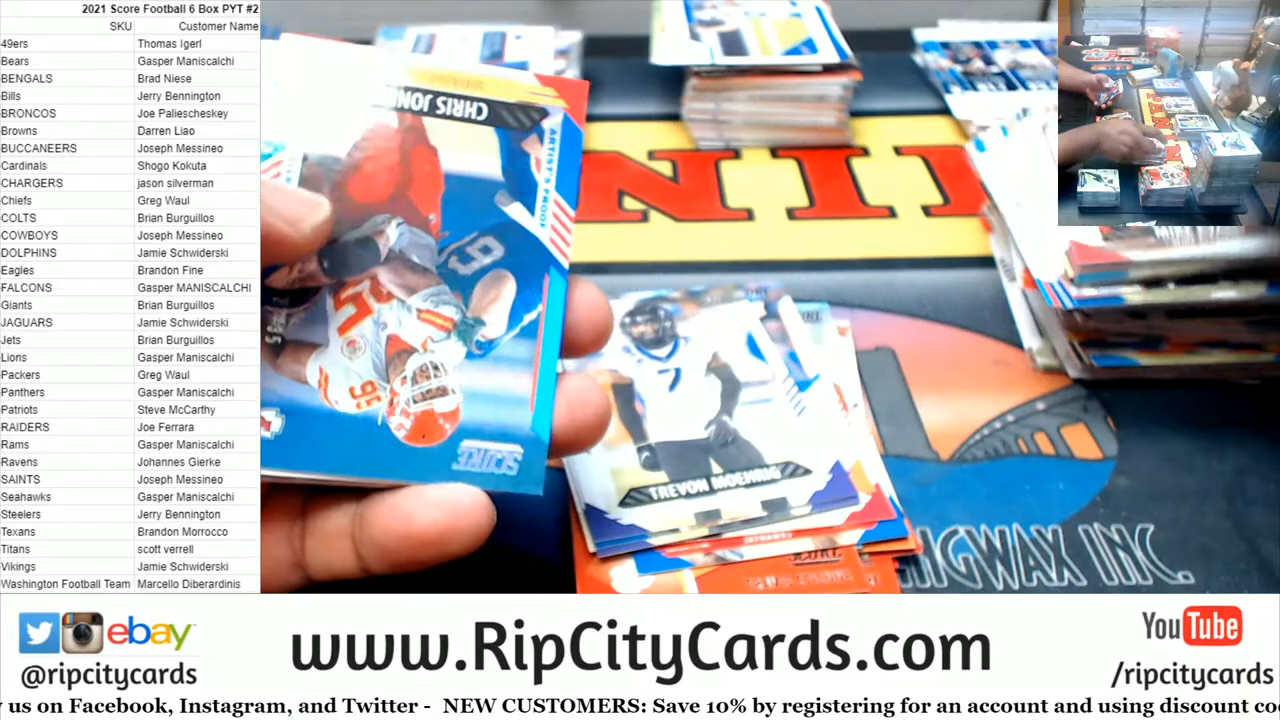 2021 Score Football 6 Box PYT #2
SKU Customer Name
49ers Thomas Igerl
Bears Gasper Maniscalchi
BENGALS Brad Niese
Bills Jerry Bennington
BRONCOS Joe Paliescheskey
Browns Darren Liao
BUCCANEERS Joseph Messineo
Cardinals Shogo Kokuta
CHARGERS jason silverman
Chiefs Greg Waul
COLTS Brian Burguillos
COWBOYS Joseph Messineo
DOLPHINS Jamie Schwiderski
Eagles Brandon Fine
FALCONS Gasper MANISCALCHI
Giants Brian Burguillos
JAGUARS Jamie Schwiderski
Jets Brian Burguillos
Lions Gasper Maniscalchi
Packers Greg Waul
Panthers Gasper Maniscalchi
Patriots Steve McCarthy
RAIDERS Joe Ferrara
Rams Gasper Maniscalchi
Ravens Johannes Gierke
SAINTS Joseph Messineo
Seahawks Gasper Maniscalchi
Steelers Jerry Bennington
Texans Brandon Morrocco
Titans scott verrell
Vikings Jamie Schwiderski
Washington Football Team Marcello Diberardinis
CHRIS JON
ARTIST'S PROOF
95
95
SCORE
NINI
7
TREVON MOEHRIG
SCORE
GWAX INC.
ebay
@ripcitycards
www.RipCityCards.com
YouTube
/ripcitycards
us on Facebook, Instagram, and Twitter - NEW CUSTOMERS: Save 10% by registering for an account and using discount co